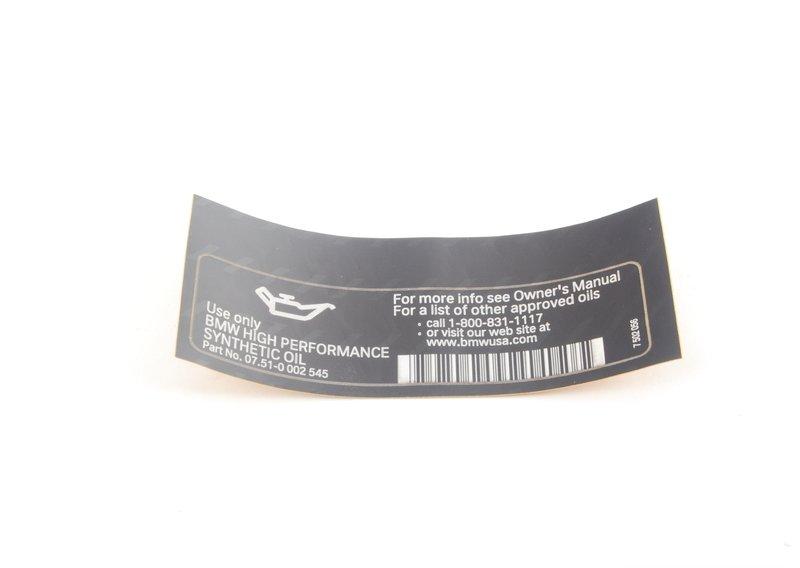 Use only
BMW HIGH PERFORMANCE
SYNTHETIC OIL
Part No. 07.51-0 002 545
For more info see Owner's Manual
For a list of other approved oils
• call 1-800-831-1117
• or visit our web site at
www.bmwusa.com
7 502 056